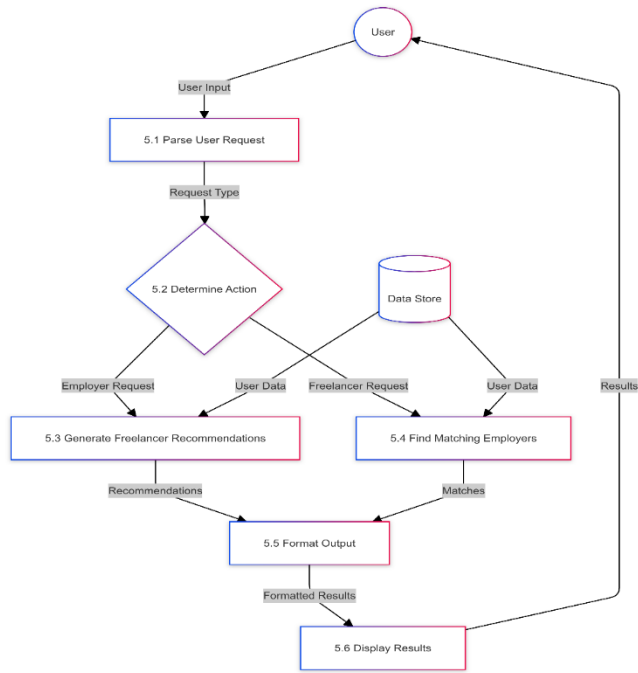 User
User Input
5.1 Parse User Request
Request Type
5.2 Determine Action
Data Store
Employer Request
User Data
Freelancer Request
User Data
Results
5.3 Generate Freelancer Recommendations
5.4 Find Matching Employers
Recommendations
Matches
5.5 Format Output
Formatted Results
5.6 Display Results